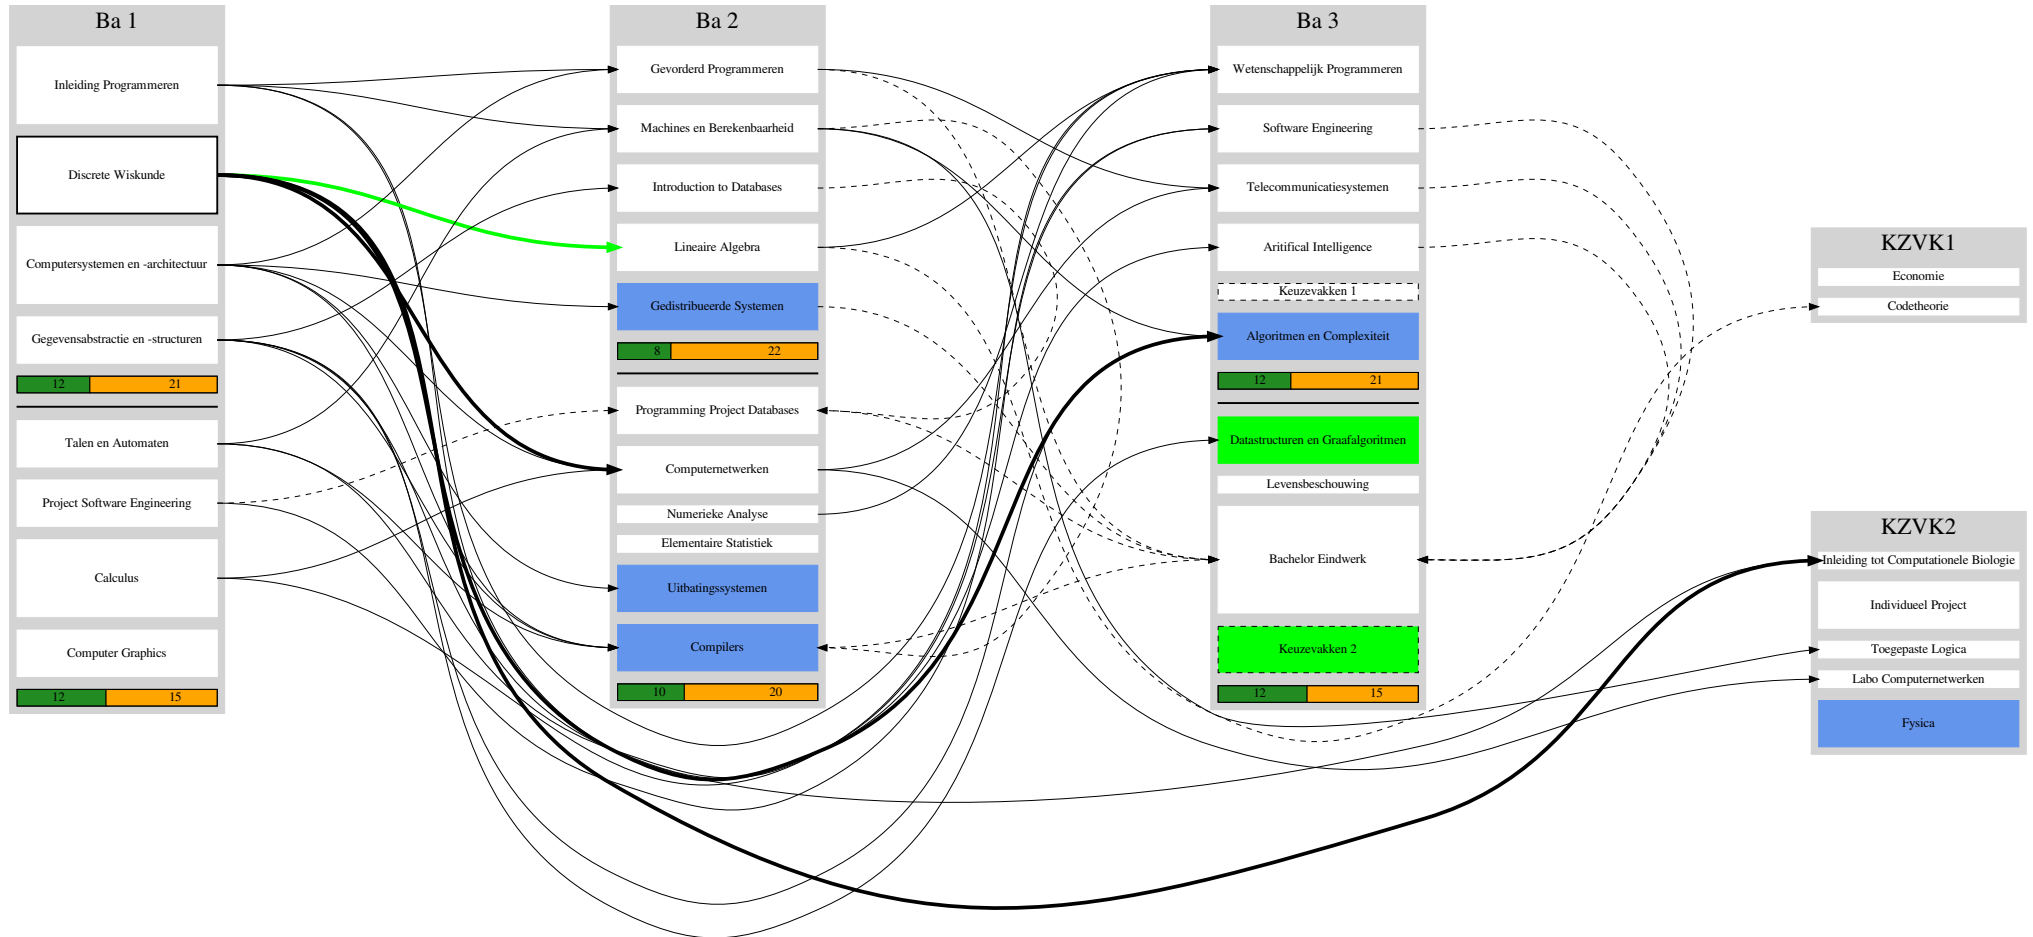 Ba 1
Inleiding Programmeren
Discrete Wiskunde
Computersystemen en -architectuur
Gegevensabstractie en -structuren
12 21
Talen en Automaten
Project Software Engineering
Calculus
Computer Graphics
12 15
Ba 2
Gevorderd Programmeren
Machines en Berekenbaarheid
Introduction to Databases
Lineaire Algebra
Gedistribueerde Systemen
8 22
Programming Project Databases
Computernetwerken
Numerieke Analyse
Elementaire Statistiek
Uitbatingssystemen
Compilers
10 20
Ba 3
Wetenschappelijk Programmeren
Software Engineering
Telecommunicatiesystemen
Aritifical Intelligence
Keuzevakken 1
Algoritmen en Complexiteit
12 21
Datastructuren en Graafalgoritmen
Levensbeschouwing
Bachelor Eindwerk
Keuzevakken 2
12 15
KZVK1
Economie
Codetheorie
KZVK2
Inleiding tot Computationele Biologie
Individueel Project
Toegepaste Logica
Labo Computernetwerken
Fysica